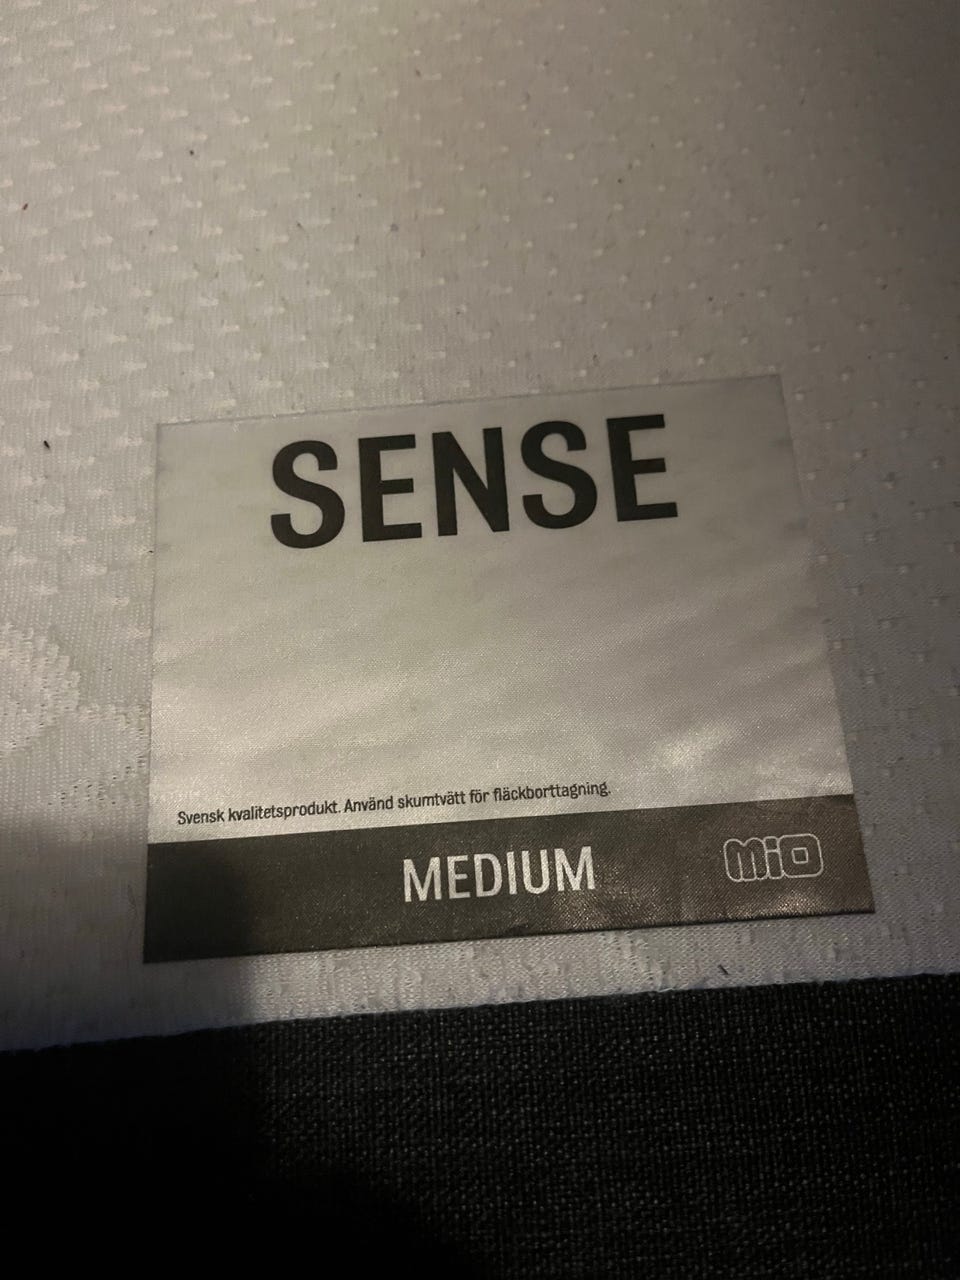 SENSE
Svensk kvalitetsprodukt. Använd skumtvätt för fläckborttagning.
MEDIUM
mio